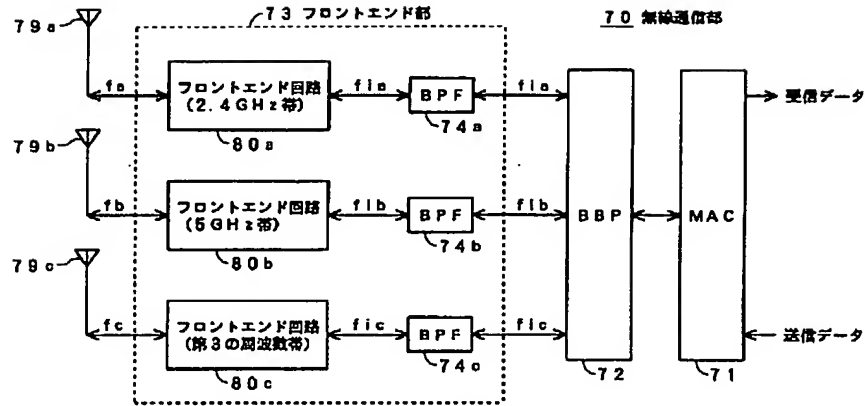 73 フロントエンド部
70 無線通信部
79a
fa
フロントエンド回路
(2.4GHz帯)
80a
fia
BPF
74a
fia
受信データ
79b
fb
フロントエンド回路
(5GHz帯)
80b
fib
BPF
74b
fib
BBP
MAC
79c
fc
フロントエンド回路
(第3の周波数帯)
80c
fic
BPF
74c
fic
72
71
送信データ